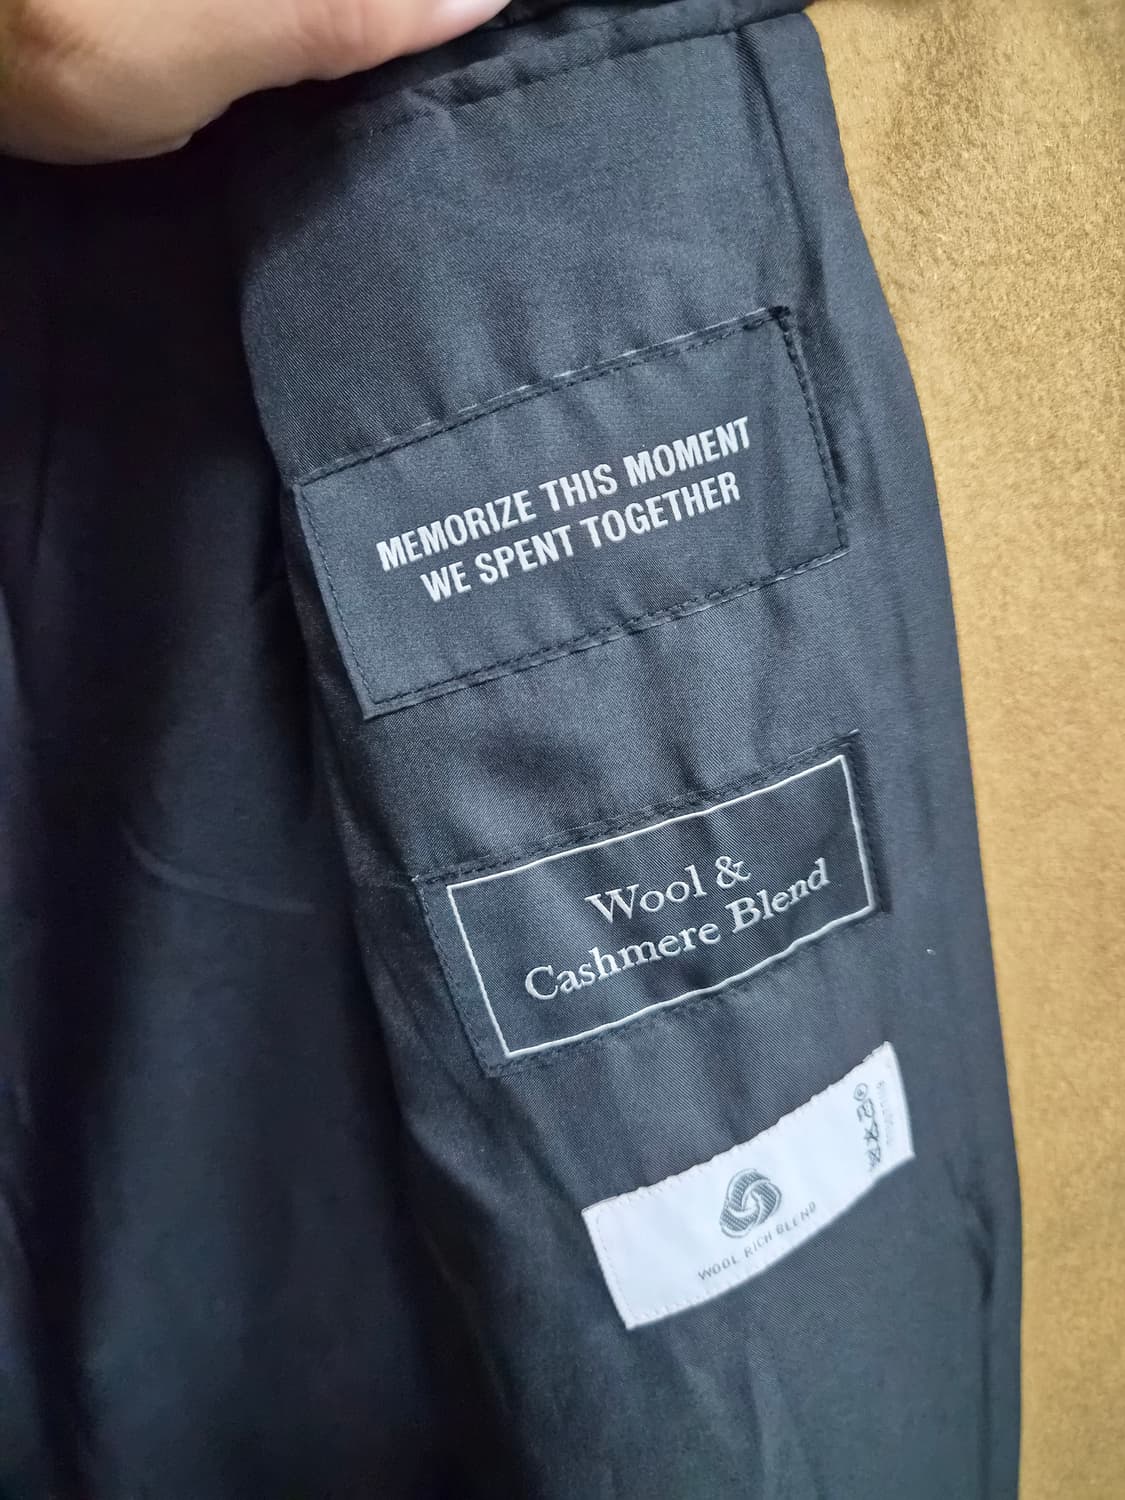 MEMORIZE THIS MOMENT
WE SPENT TOGETHER
Wool &
Cashmere Blend
WOOL RICH BLEND